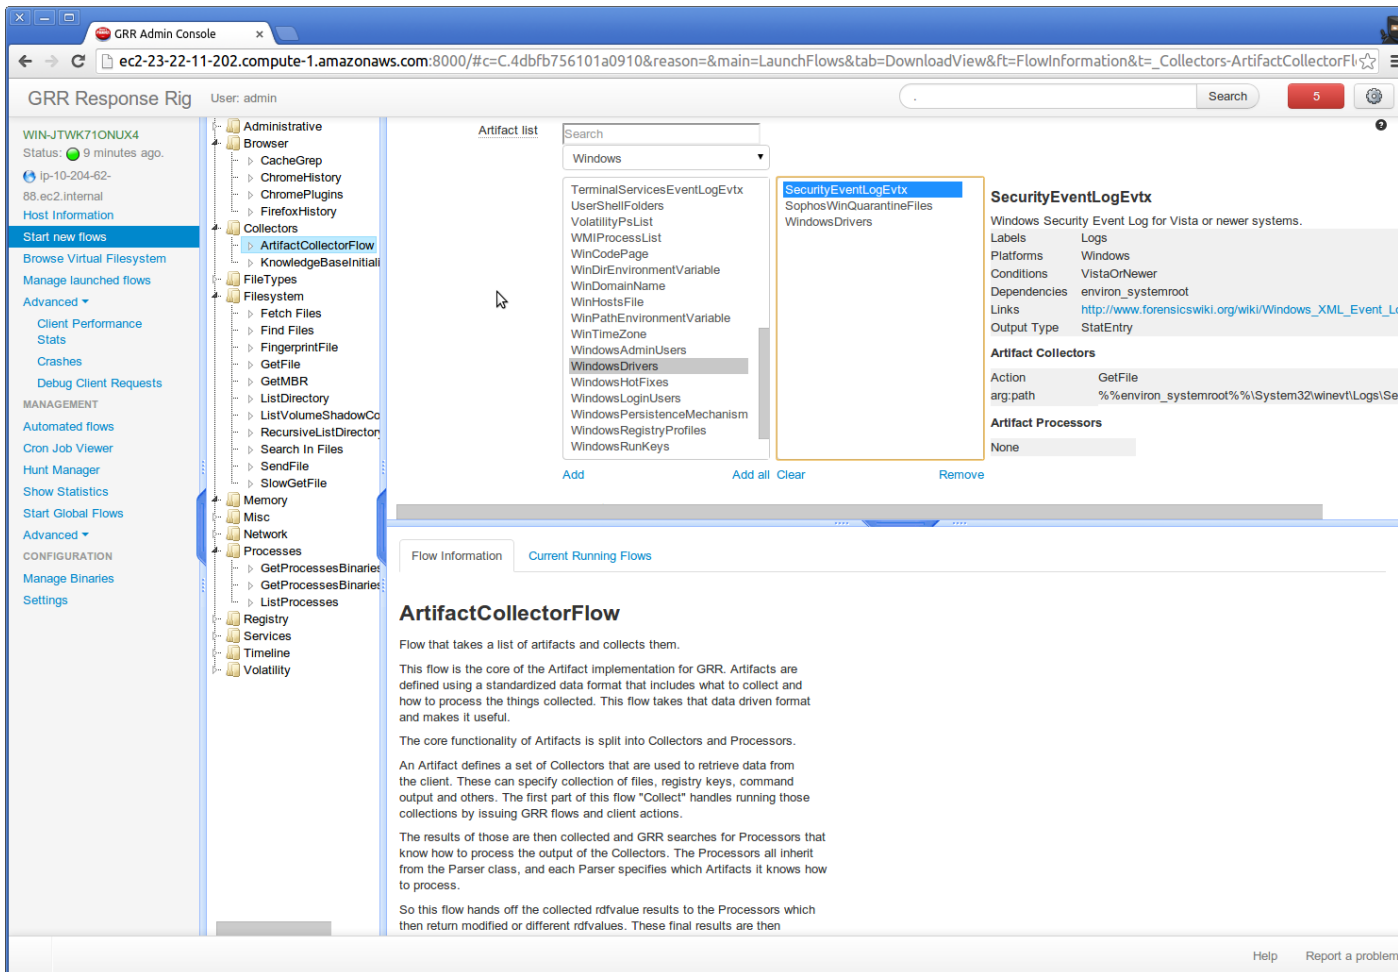 GRR Admin Console
ec2-23-22-11-202.compute-1.amazonaws.com:8000/#c=C.4dbfb756101a0910&reason=&main=LaunchFlows&tab=DownloadView&ft=FlowInformation&t=_Collectors-ArtifactCollectorFl
GRR Response Rig User: admin
. Search 5
WIN-JTWK71ONUX4
Status: 9 minutes ago.
ip-10-204-62-
88.ec2.internal
Host Information
Start new flows
Browse Virtual Filesystem
Manage launched flows
Advanced
Client Performance
Stats
Crashes
Debug Client Requests
MANAGEMENT
Automated flows
Cron Job Viewer
Hunt Manager
Show Statistics
Start Global Flows
Advanced
CONFIGURATION
Manage Binaries
Settings
Administrative
Browser
CacheGrep
ChromeHistory
ChromePlugins
FirefoxHistory
Collectors
ArtifactCollectorFlow
KnowledgeBaseInitiali
FileTypes
Filesystem
Fetch Files
Find Files
FingerprintFile
GetFile
GetMBR
ListDirectory
ListVolumeShadowCo
RecursiveListDirectory
Search In Files
SendFile
SlowGetFile
Memory
Misc
Network
Processes
GetProcessesBinaries
GetProcessesBinaries
ListProcesses
Registry
Services
Timeline
Volatility
Artifact list
Search
Windows
TerminalServicesEventLogEvtx
UserShellFolders
VolatilityPsList
WMIProcessList
WinCodePage
WinDirEnvironmentVariable
WinDomainName
WinHostsFile
WinPathEnvironmentVariable
WinTimeZone
WindowsAdminUsers
WindowsDrivers
WindowsHotFixes
WindowsLoginUsers
WindowsPersistenceMechanism
WindowsRegistryProfiles
WindowsRunKeys
Add Add all
SecurityEventLogEvtx
SophosWinQuarantineFiles
WindowsDrivers
Clear Remove
SecurityEventLogEvtx
Windows Security Event Log for Vista or newer systems.
Labels Logs
Platforms Windows
Conditions VistaOrNewer
Dependencies environ_systemroot
Links http://www.forensicswiki.org/wiki/Windows_XML_Event_Lo
Output Type StatEntry
Artifact Collectors
Action GetFile
arg:path %%environ_systemroot%%\System32\winevt\Logs\Se
Artifact Processors
None
Flow Information Current Running Flows
ArtifactCollectorFlow
Flow that takes a list of artifacts and collects them.
This flow is the core of the Artifact implementation for GRR. Artifacts are
defined using a standardized data format that includes what to collect and
how to process the things collected. This flow takes that data driven format
and makes it useful.
The core functionality of Artifacts is split into Collectors and Processors.
An Artifact defines a set of Collectors that are used to retrieve data from
the client. These can specify collection of files, registry keys, command
output and others. The first part of this flow "Collect" handles running those
collections by issuing GRR flows and client actions.
The results of those are then collected and GRR searches for Processors that
know how to process the output of the Collectors. The Processors all inherit
from the Parser class, and each Parser specifies which Artifacts it knows how
to process.
So this flow hands off the collected rdfvalue results to the Processors which
then return modified or different rdfvalues. These final results are then
Help Report a problem